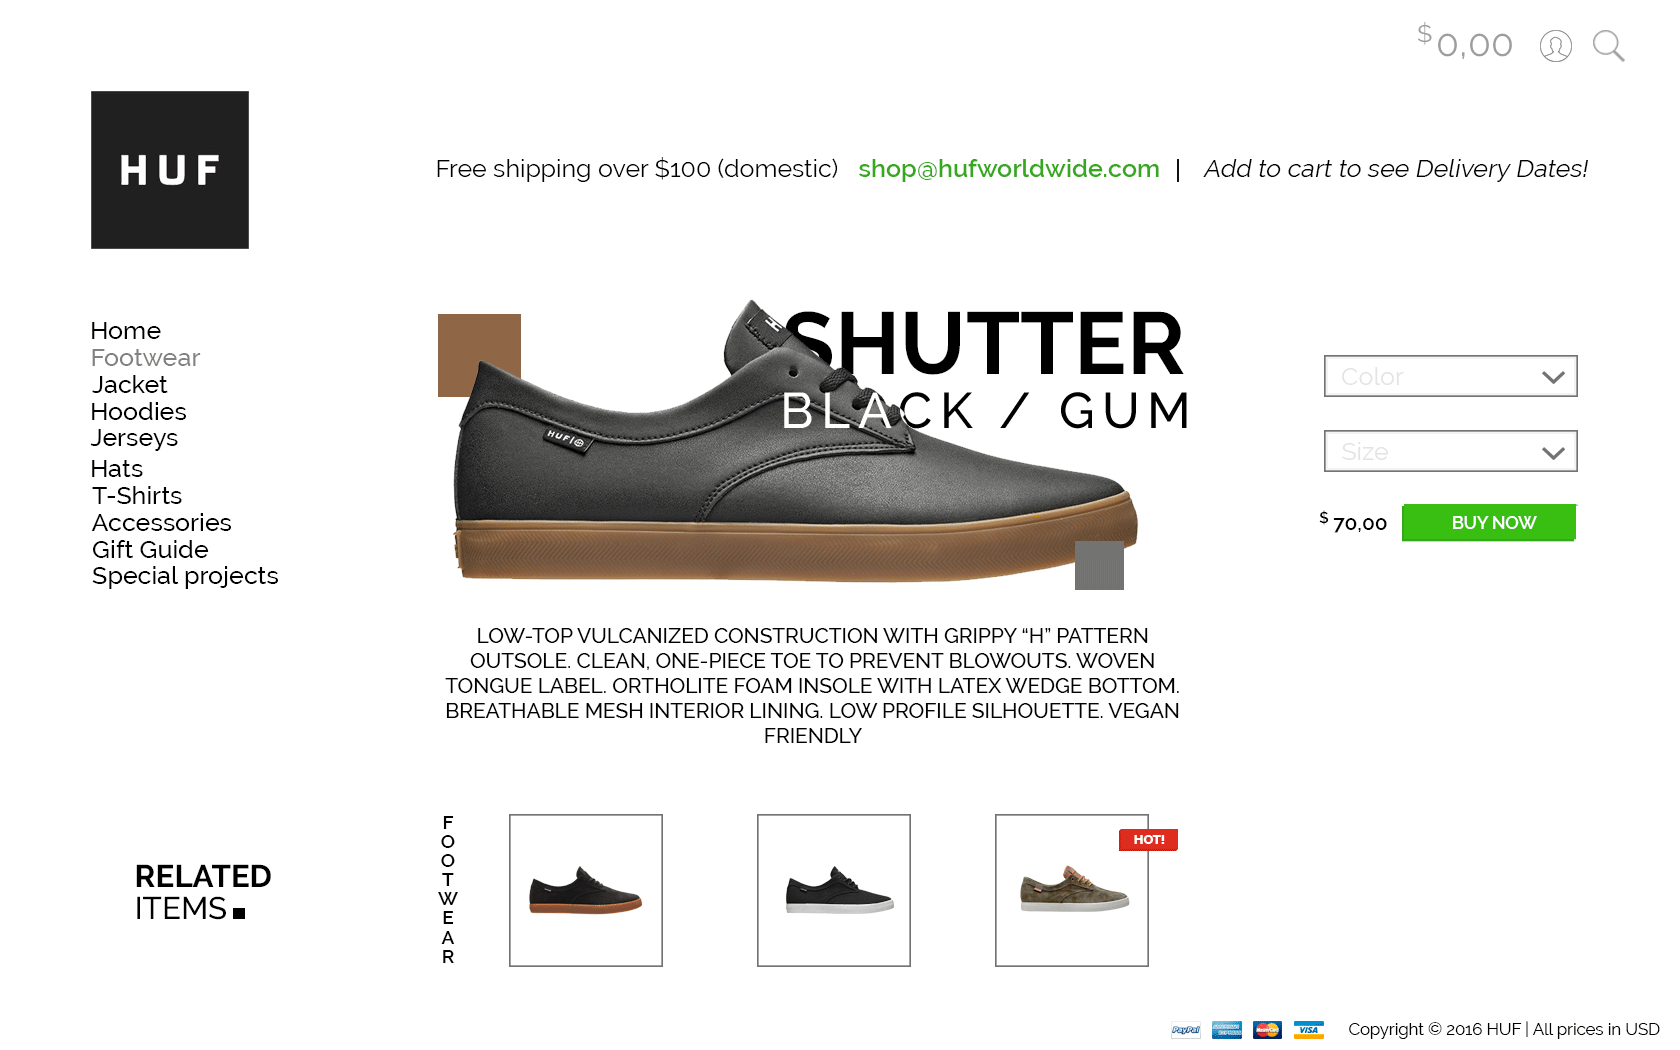 $ 0,00
HUF
Free shipping over $100 (domestic) shop@hufworldwide.com | Add to cart to see Delivery Dates!
Home
Footwear
Jacket
Hoodies
Jerseys
Hats
T-Shirts
Accessories
Gift Guide
Special projects
H
SHUTTER
BLACK / GUM
HUF
Color
Size
$ 70,00
BUY NOW
LOW-TOP VULCANIZED CONSTRUCTION WITH GRIPPY “H” PATTERN
OUTSOLE. CLEAN, ONE-PIECE TOE TO PREVENT BLOWOUTS. WOVEN
TONGUE LABEL. ORTHOLITE FOAM INSOLE WITH LATEX WEDGE BOTTOM.
BREATHABLE MESH INTERIOR LINING. LOW PROFILE SILHOUETTE. VEGAN
FRIENDLY
RELATED
ITEMS
FOOTWEAR
HOT!
PayPal
AMERICAN EXPRESS
MasterCard
VISA
Copyright © 2016 HUF | All prices in USD